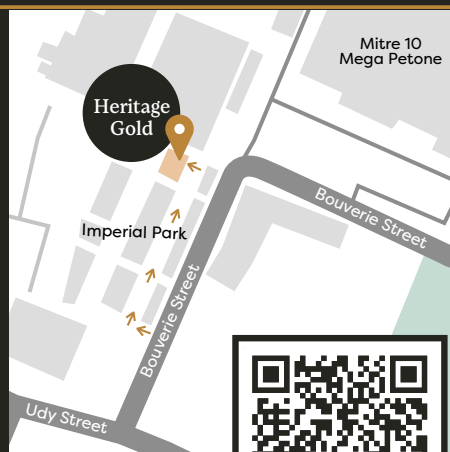 Mitre 10
Mega Petone
Heritage
Gold
Bouverie Street
Imperial Park
Bouverie Street
Udy Street